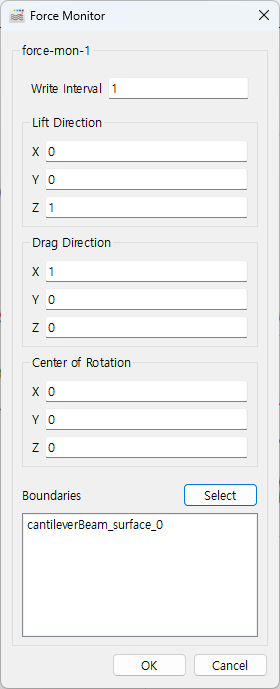 Force Monitor
force-mon-1
Write Interval 1
Lift Direction
X 0
Y 0
Z 1
Drag Direction
X 1
Y 0
Z 0
Center of Rotation
X 0
Y 0
Z 0
Boundaries Select
cantileverBeam_surface_0
OK Cancel